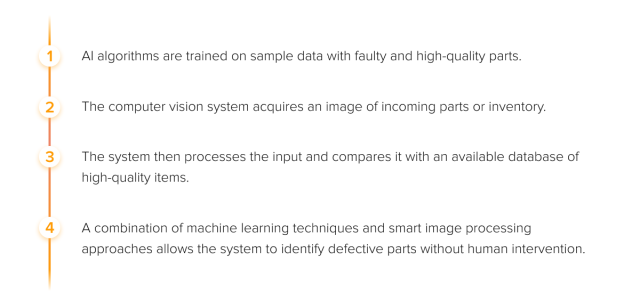 1 AI algorithms are trained on sample data with faulty and high-quality parts.
2 The computer vision system acquires an image of incoming parts or inventory.
3 The system then processes the input and compares it with an available database of
high-quality items.
4 A combination of machine learning techniques and smart image processing
approaches allows the system to identify defective parts without human intervention.